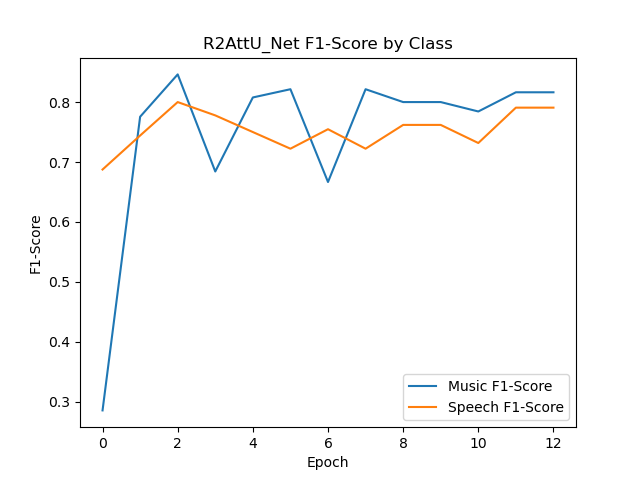 R2AttU_Net F1-Score by Class
F1-Score
0.8
0.7
0.6
0.5
0.4
0.3
Music F1-Score
Speech F1-Score
0 2 4 6 8 10 12
Epoch